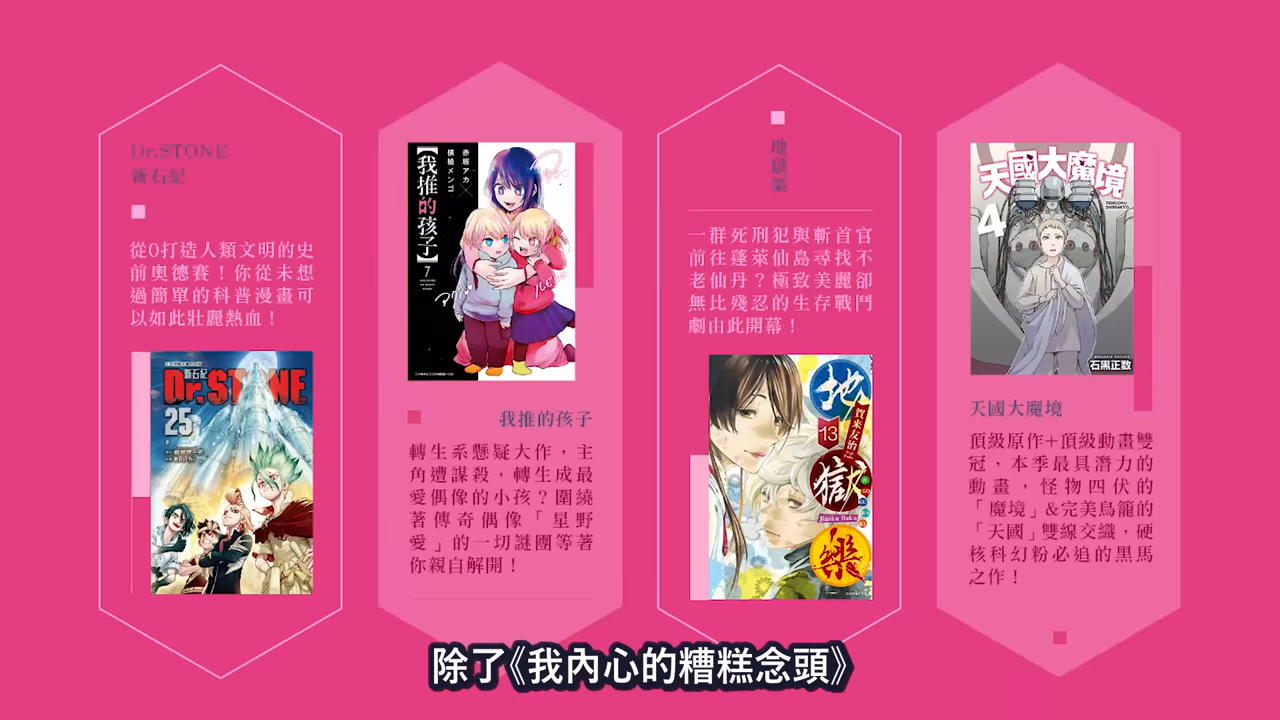 Dr.STONE
新石紀
從0打造人類文明的史
前奧德賽！你從未想
過簡單的科普漫畫可
以如此壯麗熱血！
新石紀
Dr.STONE
25
赤坂アカ
×
横槍メンゴ
【我推的孩子】
7
我推的孩子
轉生系懸疑大作，主
角遭謀殺，轉生成最
愛偶像的小孩？圍繞
著傳奇偶像「星野
愛」的一切謎團等著
你親自解開！
地獄樂
一群死刑犯與斬首官
前往蓬萊仙島尋找不
老仙丹？極致美麗卻
無比殘忍的生存戰鬥
劇由此開幕！
地獄樂
賀來友治
13
Jigoku Raku
天國大魔境
4
石黒正数
天國大魔境
頂級原作+頂級動畫雙
冠，本季最具潛力的
動畫，怪物四伏的
「魔境」&完美鳥籠的
「天國」雙線交織，硬
核科幻粉必追的黑馬
之作！
除了《我內心的糟糕念頭》